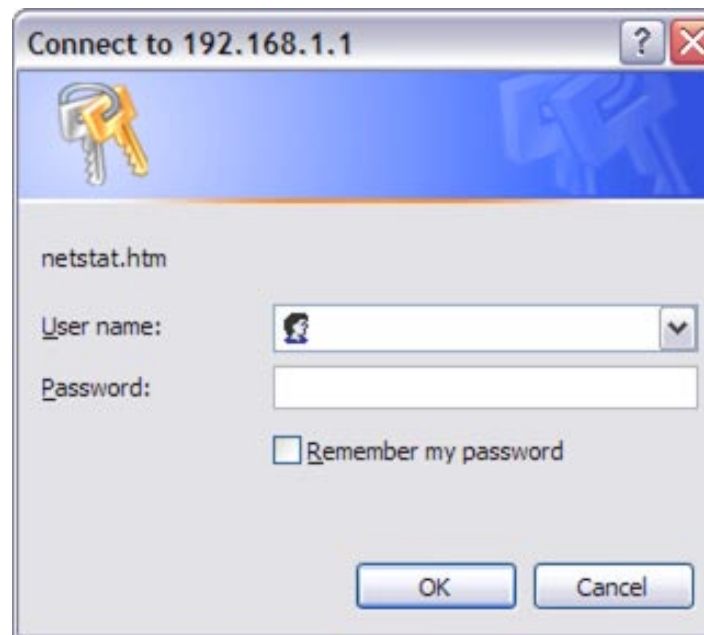 Connect to 192.168.1.1
?
netstat.htm
User name:
Password:
Remember my password
OK
Cancel